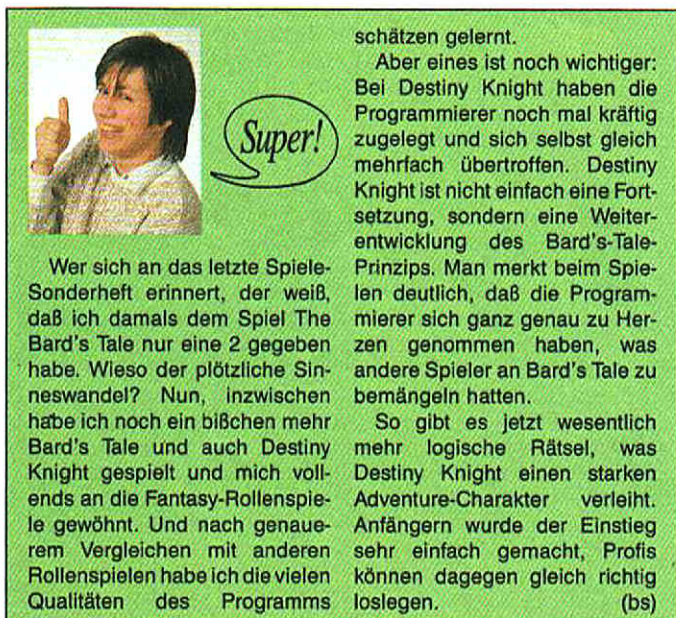 Super!
Wer sich an das letzte Spiele-
Sonderheft erinnert, der weiß,
daß ich damals dem Spiel The
Bard's Tale nur eine 2 gegeben
habe. Wieso der plötzliche Sin-
neswandel? Nun, inzwischen
habe ich noch ein bißchen mehr
Bard's Tale und auch Destiny
Knight gespielt und mich voll-
ends an die Fantasy-Rollenspie-
le gewöhnt. Und nach genaue-
rem Vergleichen mit anderen
Rollenspielen habe ich die vielen
Qualitäten des Programms
schätzen gelernt.
Aber eines ist noch wichtiger:
Bei Destiny Knight haben die
Programmierer noch mal kräftig
zugelegt und sich selbst gleich
mehrfach übertroffen. Destiny
Knight ist nicht einfach eine Fort-
setzung, sondern eine Weiter-
entwicklung des Bard's-Tale-
Prinzips. Man merkt beim Spie-
len deutlich, daß die Program-
mierer sich ganz genau zu Her-
zen genommen haben, was
andere Spieler an Bard's Tale zu
bemängeln hatten.
So gibt es jetzt wesentlich
mehr logische Rätsel, was
Destiny Knight einen starken
Adventure-Charakter verleiht.
Anfängern wurde der Einstieg
sehr einfach gemacht, Profis
können dagegen gleich richtig
loslegen. (bs)